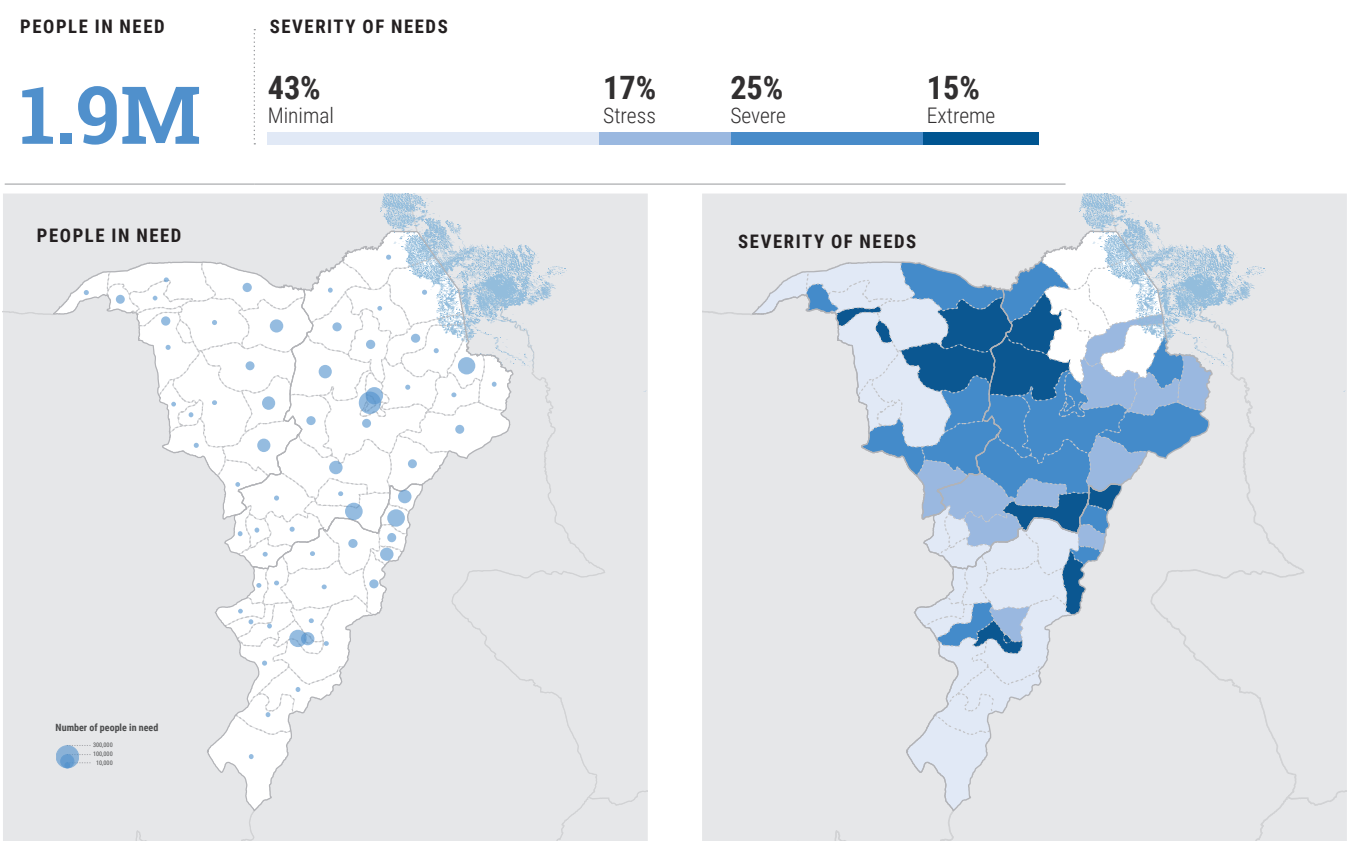 PEOPLE IN NEED
SEVERITY OF NEEDS
1.9M
43%
Minimal
17%
Stress
25%
Severe
15%
Extreme
PEOPLE IN NEED
Number of people in need
300,000
100,000
10,000
SEVERITY OF NEEDS